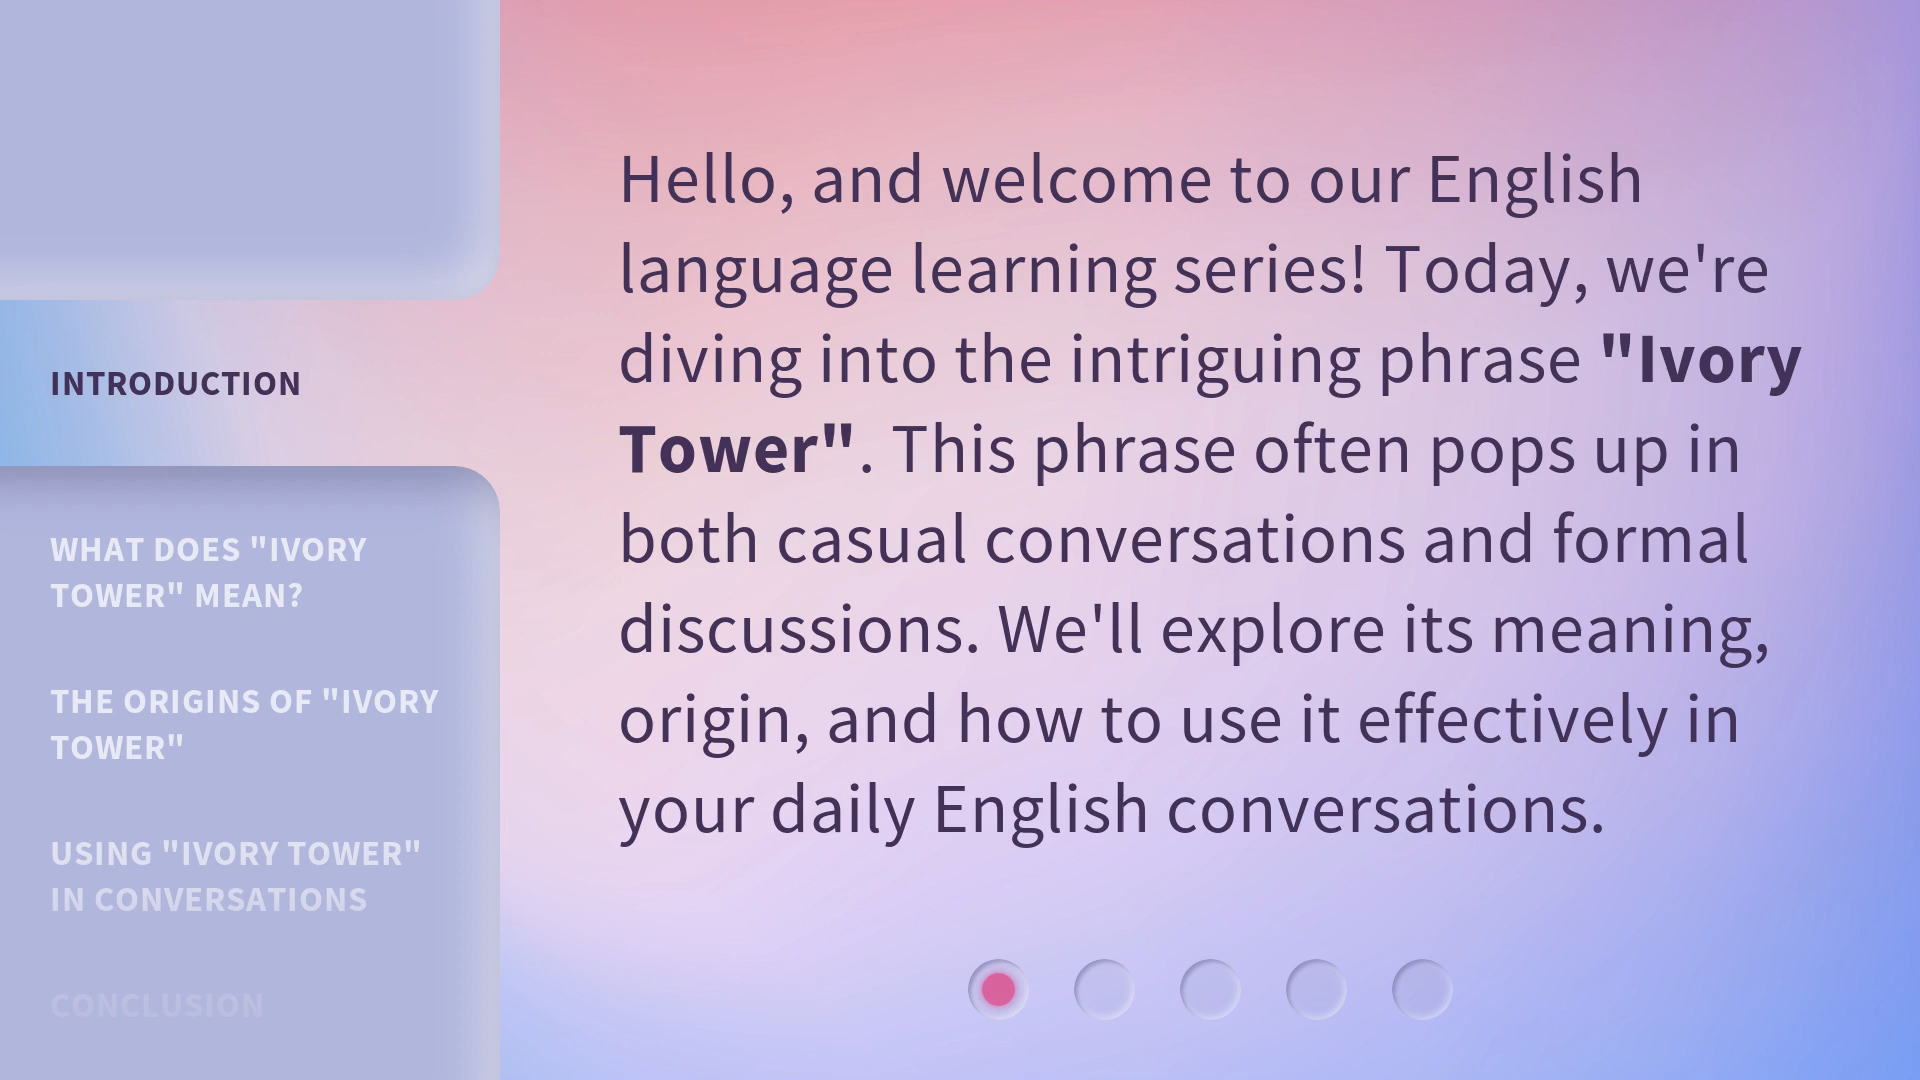 INTRODUCTION
WHAT DOES "IVORY
TOWER" MEAN?
THE ORIGINS OF "IVORY
TOWER"
USING "IVORY TOWER"
IN CONVERSATIONS
CONCLUSION
Hello, and welcome to our English
language learning series! Today, we're
diving into the intriguing phrase "Ivory
Tower". This phrase often pops up in
both casual conversations and formal
discussions. We'll explore its meaning,
origin, and how to use it effectively in
your daily English conversations.